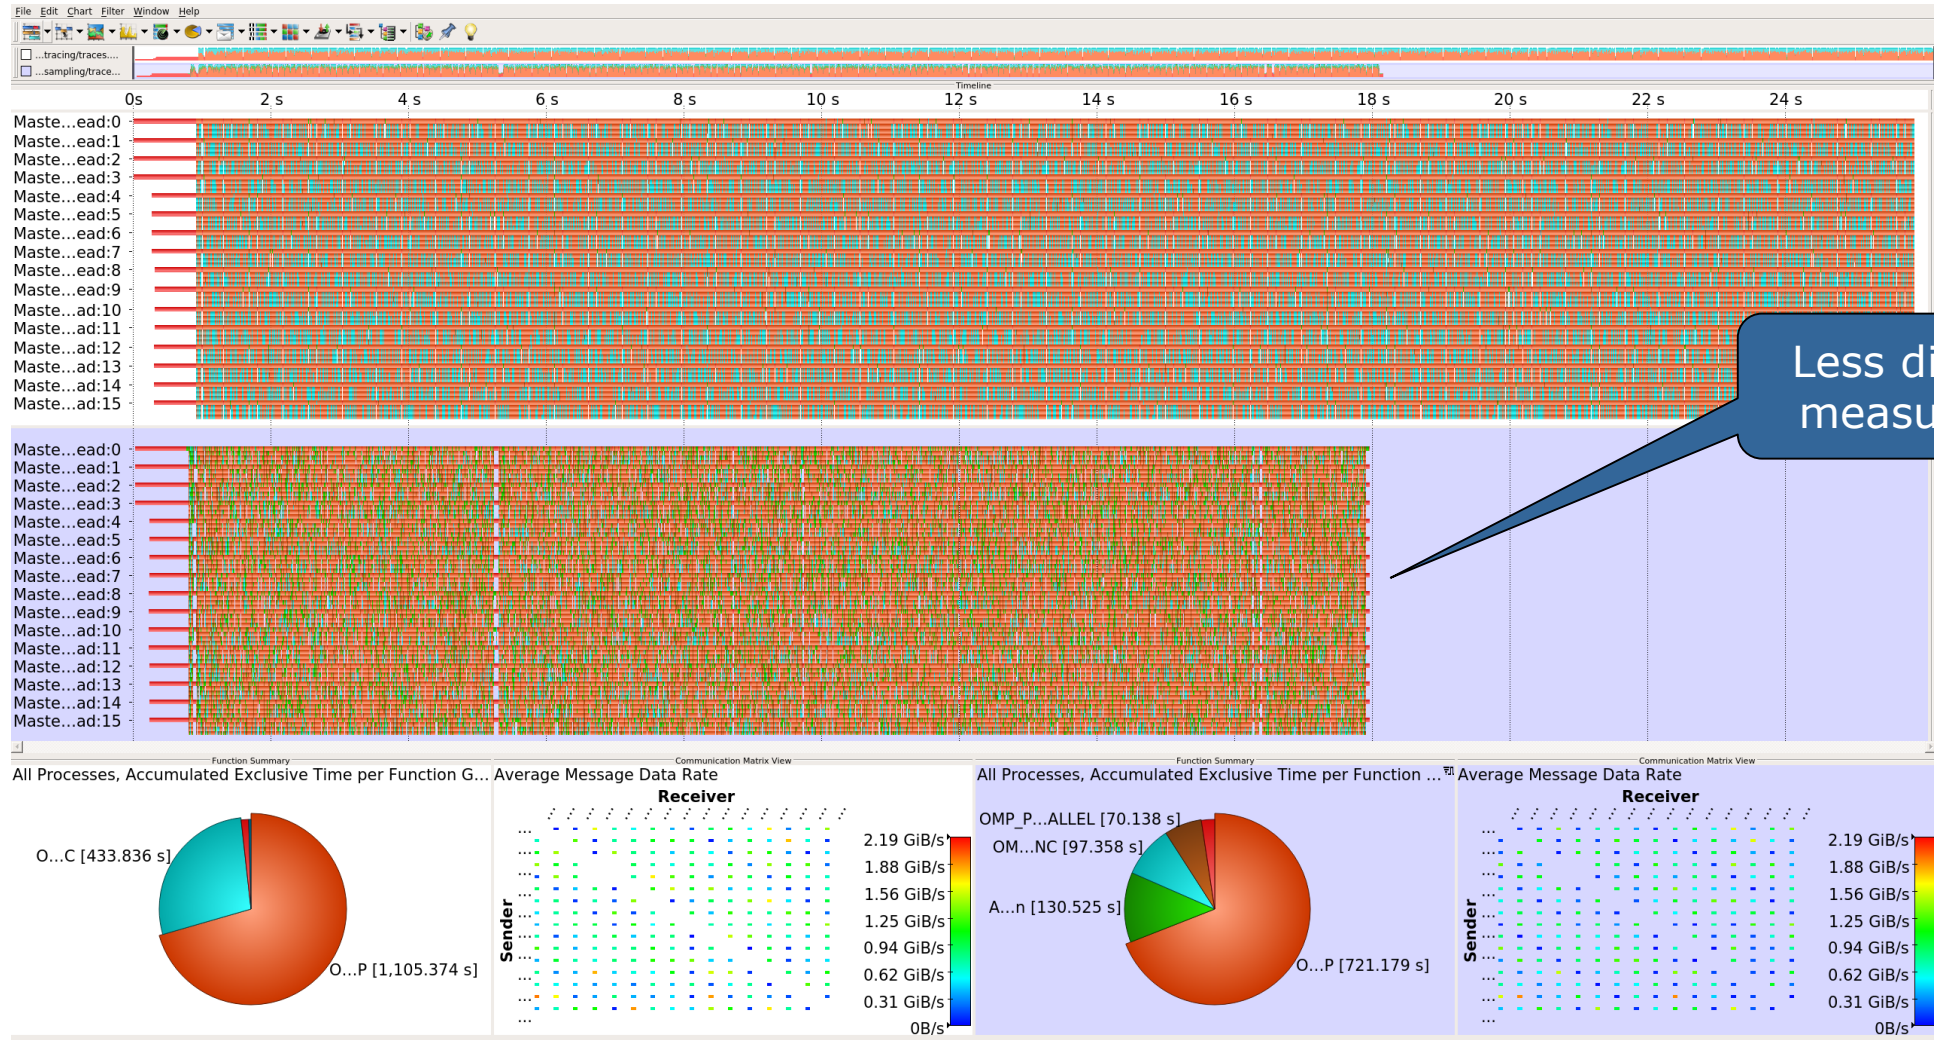 File Edit Chart Filter Window Help
...tracing/traces....
...sampling/trace...
Timeline
0s 2 s 4 s 6 s 8 s 10 s 12 s 14 s 16 s 18 s 20 s 22 s 24 s
Maste...ead:0
Maste...ead:1
Maste...ead:2
Maste...ead:3
Maste...ead:4
Maste...ead:5
Maste...ead:6
Maste...ead:7
Maste...ead:8
Maste...ead:9
Maste...ad:10
Maste...ad:11
Maste...ad:12
Maste...ad:13
Maste...ad:14
Maste...ad:15
Less di
measu
Maste...ead:0
Maste...ead:1
Maste...ead:2
Maste...ead:3
Maste...ead:4
Maste...ead:5
Maste...ead:6
Maste...ead:7
Maste...ead:8
Maste...ead:9
Maste...ad:10
Maste...ad:11
Maste...ad:12
Maste...ad:13
Maste...ad:14
Maste...ad:15
Function Summary
All Processes, Accumulated Exclusive Time per Function G...
O...C [433.836 s]
O...P [1,105.374 s]
Communication Matrix View
Average Message Data Rate
Receiver
Sender
2.19 GiB/s
1.88 GiB/s
1.56 GiB/s
1.25 GiB/s
0.94 GiB/s
0.62 GiB/s
0.31 GiB/s
0B/s
Function Summary
All Processes, Accumulated Exclusive Time per Function ...
OMP_P...ALLEL [70.138 s]
OM...NC [97.358 s]
A...n [130.525 s]
O...P [721.179 s]
Communication Matrix View
Average Message Data Rate
Receiver
Sender
2.19 GiB/s
1.88 GiB/s
1.56 GiB/s
1.25 GiB/s
0.94 GiB/s
0.62 GiB/s
0.31 GiB/s
0B/s